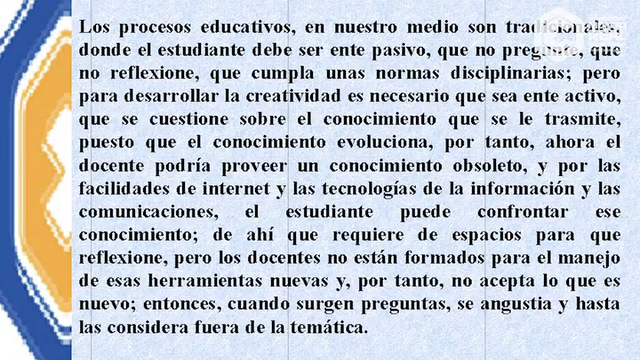 Los procesos educativos, en nuestro medio son tradicionales,
donde el estudiante debe ser ente pasivo, que no pregunte, que
no reflexione, que cumpla unas normas disciplinarias; pero
para desarrollar la creatividad es necesario que sea ente activo,
que se cuestione sobre el conocimiento que se le trasmite,
puesto que el conocimiento evoluciona, por tanto, ahora el
docente podría proveer un conocimiento obsoleto, y por las
facilidades de internet y las tecnologías de la información y las
comunicaciones, el estudiante puede confrontar ese
conocimiento; de ahí que requiere de espacios para que
reflexione, pero los docentes no están formados para el manejo
de esas herramientas nuevas y, por tanto, no acepta lo que es
nuevo; entonces, cuando surgen preguntas, se angustia y hasta
las considera fuera de la temática.